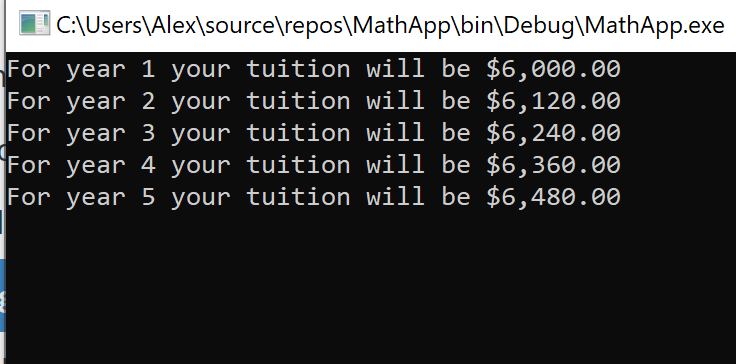 C:\Users\Alex\source\repos\MathApp\bin\Debug\MathApp.exe
For year 1 your tuition will be $6,000.00
For year 2 your tuition will be $6,120.00
For year 3 your tuition will be $6,240.00
For year 4 your tuition will be $6,360.00
For year 5 your tuition will be $6,480.00